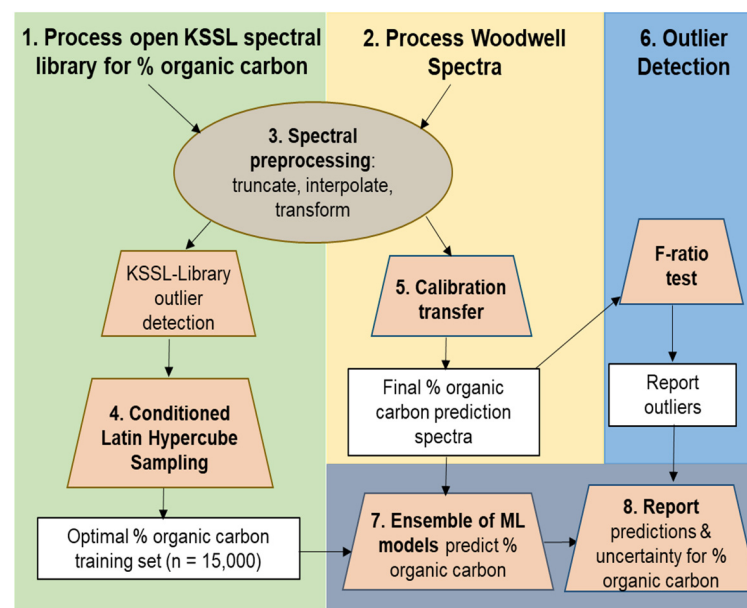 1. Process open KSSL spectral
library for % organic carbon
2. Process Woodwell
Spectra
6. Outlier
Detection
3. Spectral
preprocessing:
truncate, interpolate,
transform
KSSL-Library
outlier
detection
5. Calibration
transfer
F-ratio
test
4. Conditioned
Latin Hypercube
Sampling
Final % organic
carbon prediction
spectra
Report
outliers
Optimal % organic carbon
training set (n = 15,000)
7. Ensemble of ML
models predict %
organic carbon
8. Report
predictions &
uncertainty for %
organic carbon